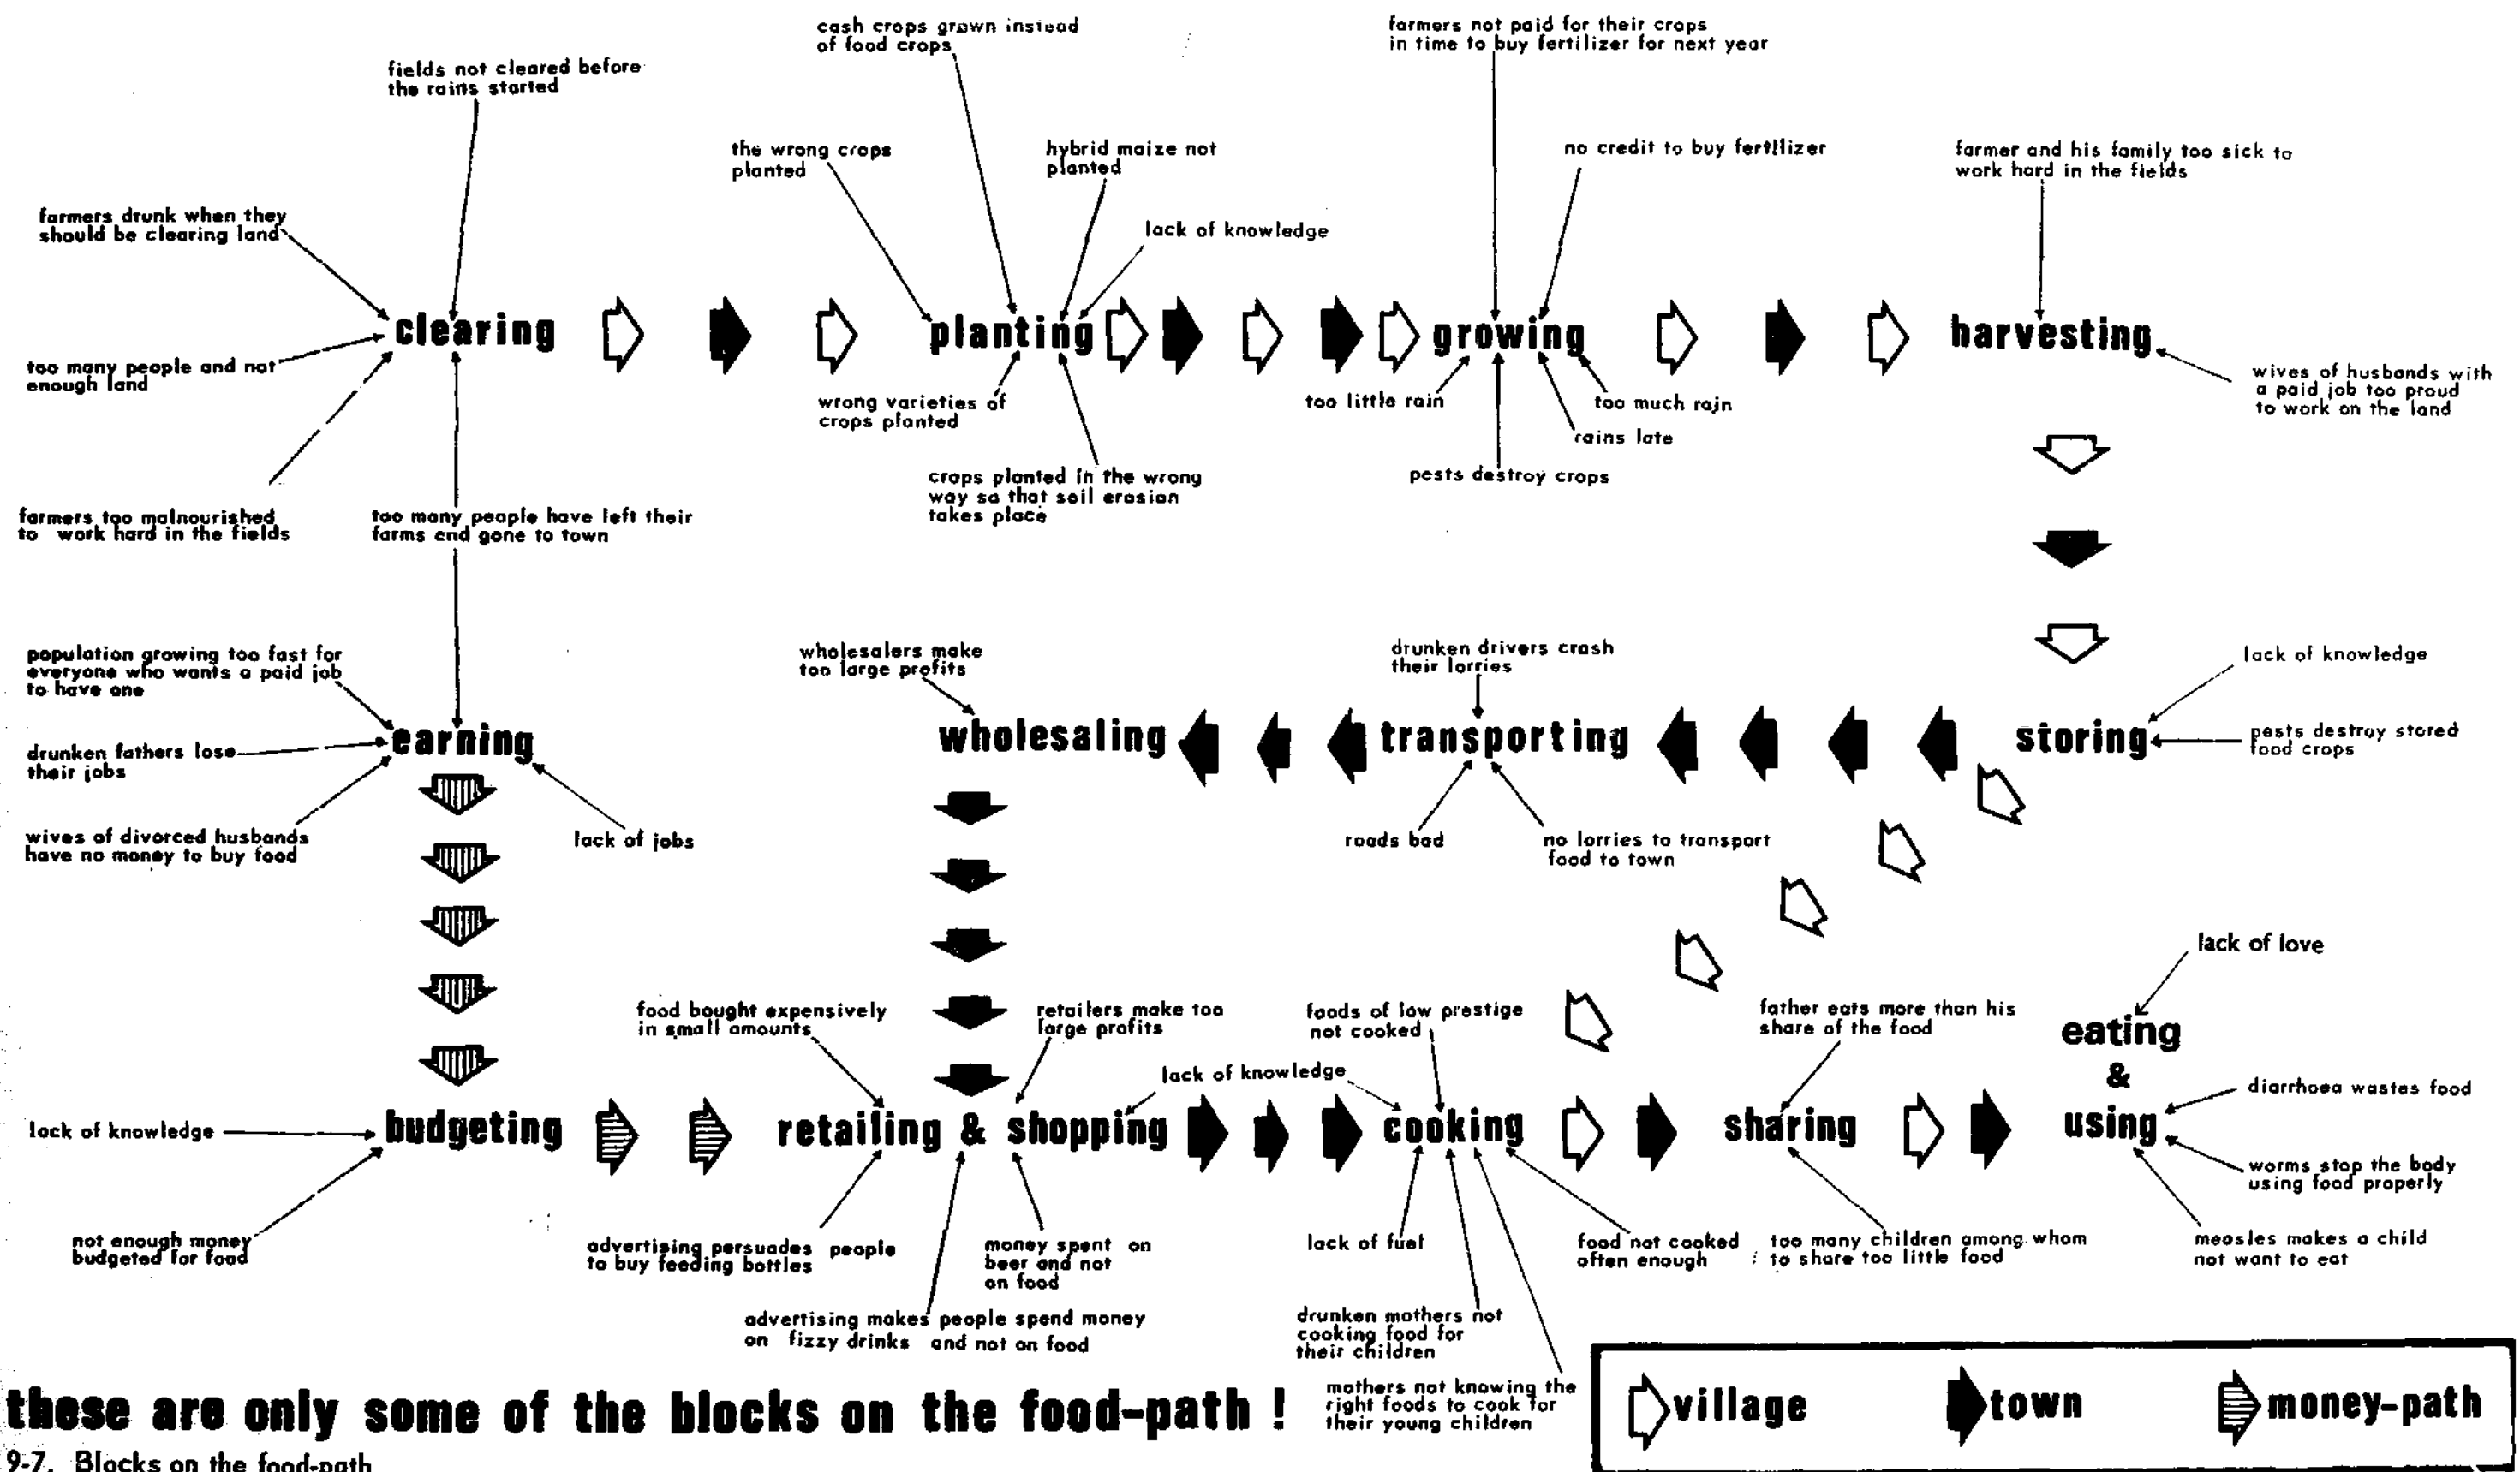 cash crops grown instead
of food crops
farmers not paid for their crops
in time to buy fertilizer for next year
fields not cleared before
the rains started
the wrong crops
planted
hybrid maize not
planted
no credit to buy fertilizer
farmer and his family too sick to
work hard in the fields
farmers drunk when they
should be clearing land
lack of knowledge
clearing
planting
growing
harvesting
too many people and not
enough land
wrong varieties of
crops planted
too little rain
too much rain
rains late
pests destroy crops
wives of husbands with
a paid job too proud
to work on the land
crops planted in the wrong
way so that soil erosion
takes place
farmers too malnourished
to work hard in the fields
too many people have left their
farms and gone to town
population growing too fast for
everyone who wants a paid job
to have one
wholesalers make
too large profits
drunken drivers crash
their lorries
lack of knowledge
earning
wholesaling
transporting
storing
pests destroy stored
food crops
drunken fathers lose
their jobs
wives of divorced husbands
have no money to buy food
lack of jobs
roads bad
no lorries to transport
food to town
lack of love
food bought expensively
in small amounts
retailers make too
large profits
foods of low prestige
not cooked
father eats more than his
share of the food
eating
&
using
lack of knowledge
diarrhoea wastes food
lack of knowledge
budgeting
retailing & shopping
cooking
sharing
worms stop the body
using food properly
not enough money
budgeted for food
advertising persuades people
to buy feeding bottles
money spent on
beer and not
on food
lack of fuel
food not cooked
often enough
too many children among whom
to share too little food
measles makes a child
not want to eat
advertising makes people spend money
on fizzy drinks and not on food
drunken mothers not
cooking food for
their children
mothers not knowing the
right foods to cook for
their young children
village
town
money-path
these are only some of the blocks on the food-path !
9-7. Blocks on the food-path